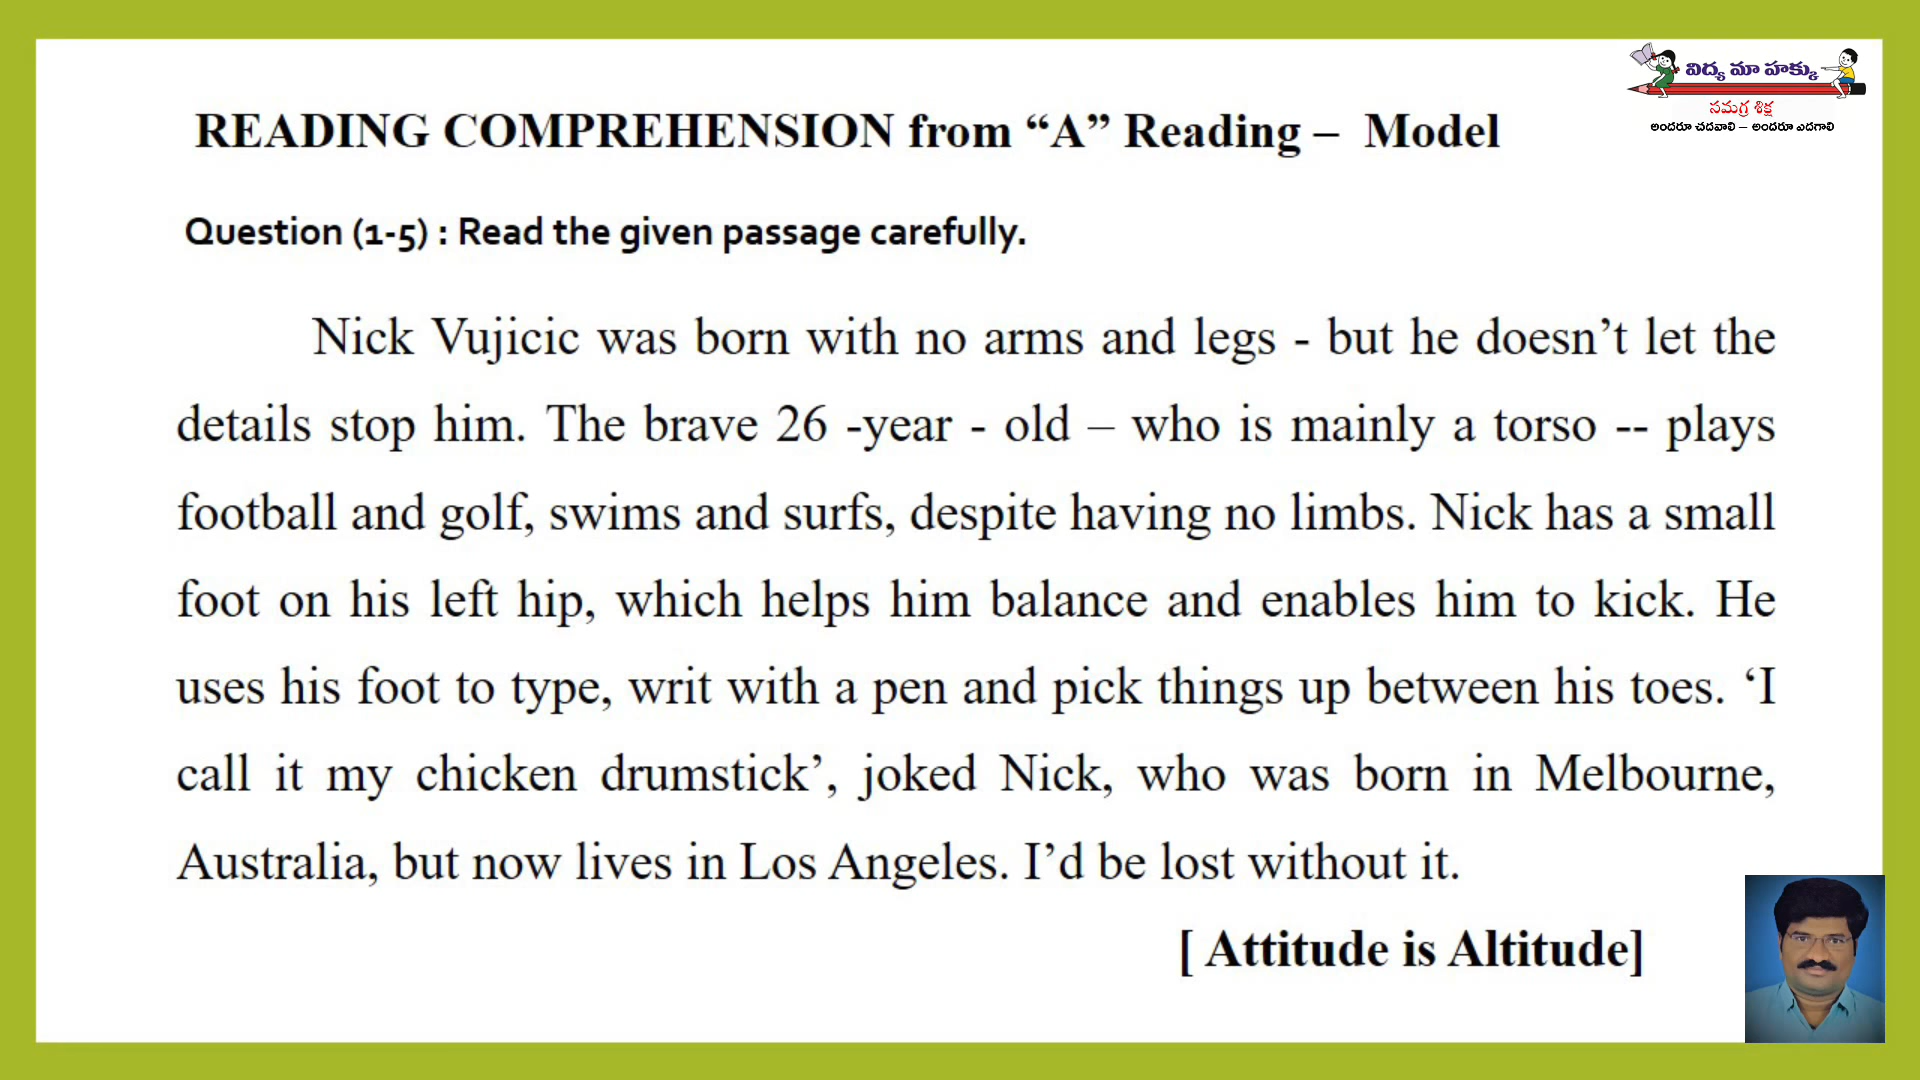 విద్య మా హక్కు
సమగ్ర శిక్ష
అందరూ చదవాలి – అందరూ ఎదగాలి
READING COMPREHENSION from “A” Reading – Model
Question (1-5) : Read the given passage carefully.
Nick Vujicic was born with no arms and legs - but he doesn’t let the
details stop him. The brave 26 -year - old – who is mainly a torso -- plays
football and golf, swims and surfs, despite having no limbs. Nick has a small
foot on his left hip, which helps him balance and enables him to kick. He
uses his foot to type, writ with a pen and pick things up between his toes. ‘I
call it my chicken drumstick’, joked Nick, who was born in Melbourne,
Australia, but now lives in Los Angeles. I’d be lost without it.
[ Attitude is Altitude]